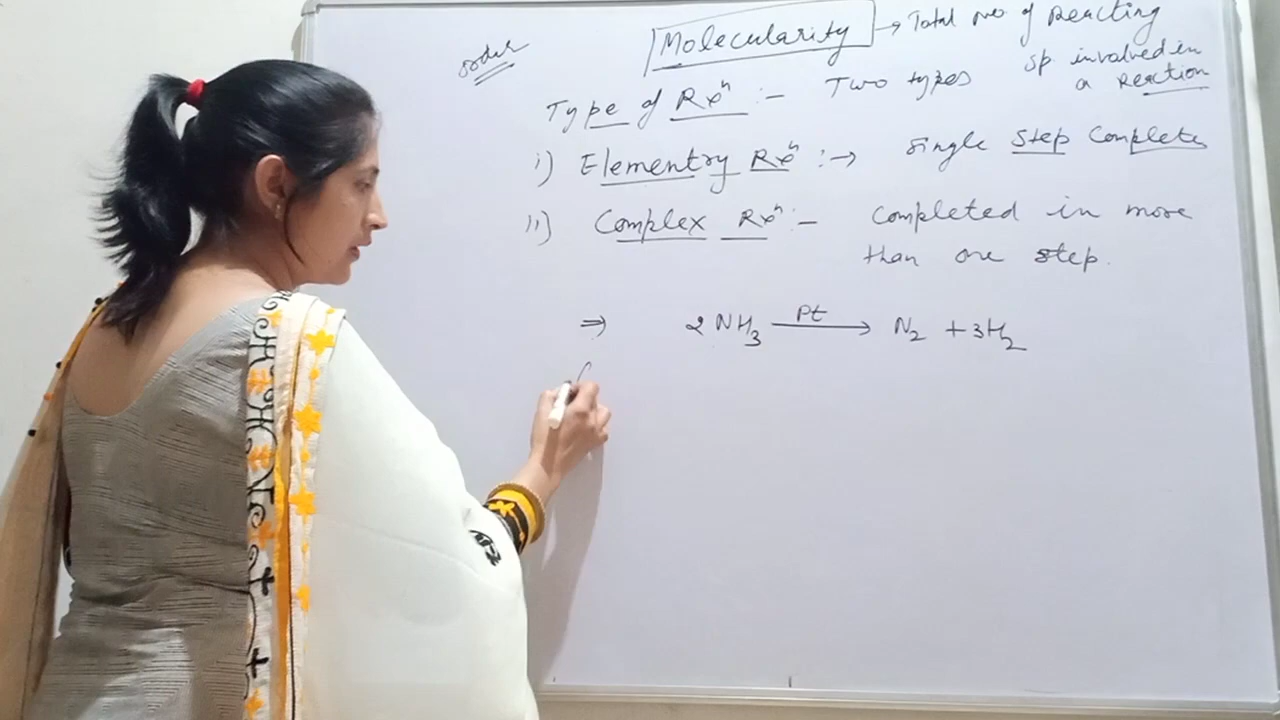 order
Molecularity → Total no of Reacting
sp involved in
a Reaction
Type of Rxⁿ :- Two types
i) Elementry Rxⁿ :→ Single Step Complete
ii) Complex Rxⁿ :- Completed in more
than one step.
⇒ 2NH₃ —Pt→ N₂ + 3H₂